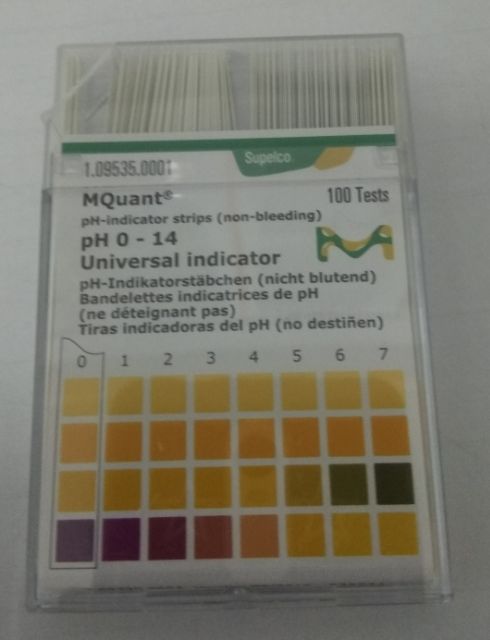 Supelco
1.09535.0001
MQuant® 100 Tests
pH-indicator strips (non-bleeding)
pH 0 - 14
Universal indicator
pH-Indikatorstäbchen (nicht blutend)
Bandelettes indicatrices de pH
(ne déteignant pas)
Tiras indicadoras del pH (no destiñen)
0 1 2 3 4 5 6 7